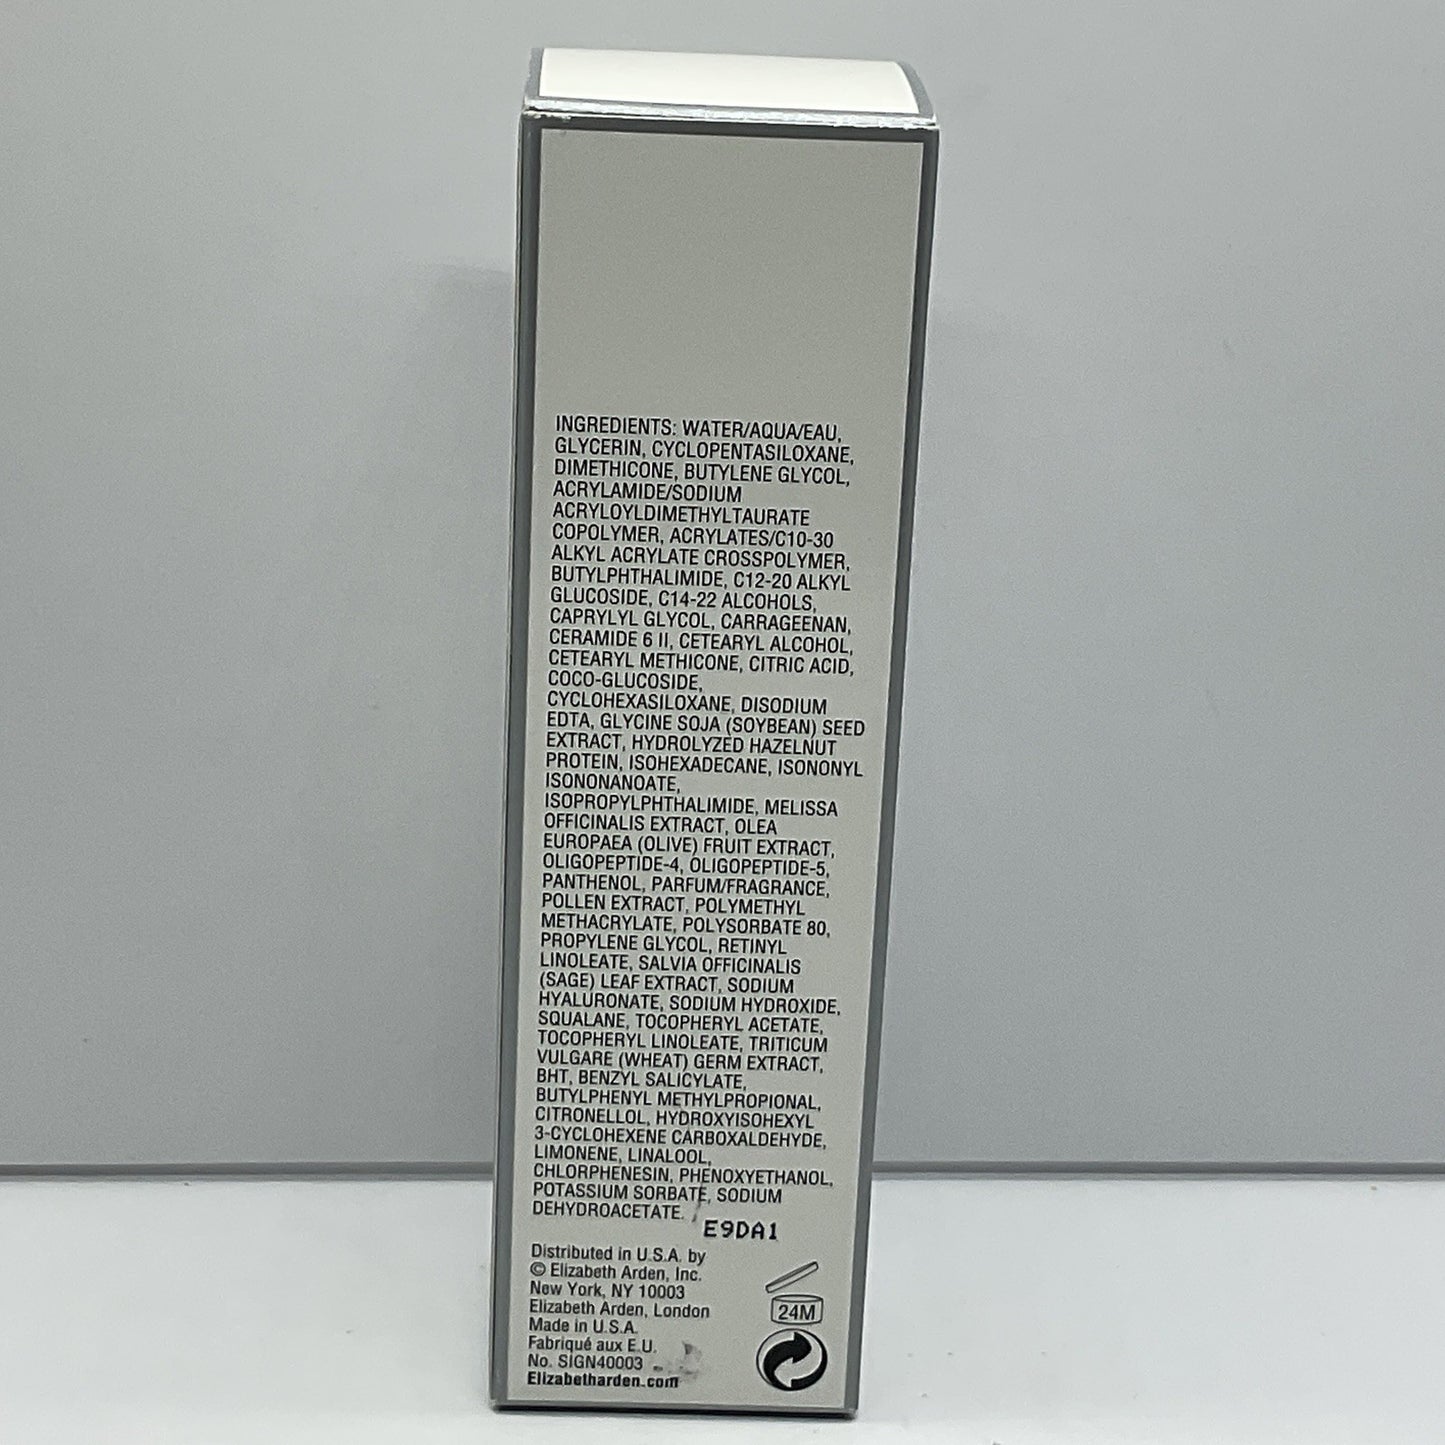 INGREDIENTS: WATER/AQUA/EAU,
GLYCERIN, CYCLOPENTASILOXANE,
DIMETHICONE, BUTYLENE GLYCOL,
ACRYLAMIDE/SODIUM
ACRYLOYLDIMETHYLTAURATE
COPOLYMER, ACRYLATES/C10-30
ALKYL ACRYLATE CROSSPOLYMER,
BUTYLPHTHALIMIDE, C12-20 ALKYL
GLUCOSIDE, C14-22 ALCOHOLS,
CAPRYLYL GLYCOL, CARRAGEENAN,
CERAMIDE 6 II, CETEARYL ALCOHOL,
CETEARYL METHICONE, CITRIC ACID,
COCO-GLUCOSIDE,
CYCLOHEXASILOXANE, DISODIUM
EDTA, GLYCINE SOJA (SOYBEAN) SEED
EXTRACT, HYDROLYZED HAZELNUT
PROTEIN, ISOHEXADECANE, ISONONYL
ISONONANOATE,
ISOPROPYLPHTHALIMIDE, MELISSA
OFFICINALIS EXTRACT, OLEA
EUROPAEA (OLIVE) FRUIT EXTRACT,
OLIGOPEPTIDE-4, OLIGOPEPTIDE-5,
PANTHENOL, PARFUM/FRAGRANCE,
POLLEN EXTRACT, POLYMETHYL
METHACRYLATE, POLYSORBATE 80,
PROPYLENE GLYCOL, RETINYL
LINOLEATE, SALVIA OFFICINALIS
(SAGE) LEAF EXTRACT, SODIUM
HYALURONATE, SODIUM HYDROXIDE,
SQUALANE, TOCOPHERYL ACETATE,
TOCOPHERYL LINOLEATE, TRITICUM
VULGARE (WHEAT) GERM EXTRACT,
BHT, BENZYL SALICYLATE,
BUTYLPHENYL METHYLPROPIONAL,
CITRONELLOL, HYDROXYISOHEXYL
3-CYCLOHEXENE CARBOXALDEHYDE,
LIMONENE, LINALOOL,
CHLORPHENESIN, PHENOXYETHANOL,
POTASSIUM SORBATE, SODIUM
DEHYDROACETATE.
E9DA1
Distributed in U.S.A. by
© Elizabeth Arden, Inc.
New York, NY 10003
Elizabeth Arden, London
Made in U.S.A.
Fabriqué aux E.U.
No. SIGN40003
Elizabetharden.com
24M